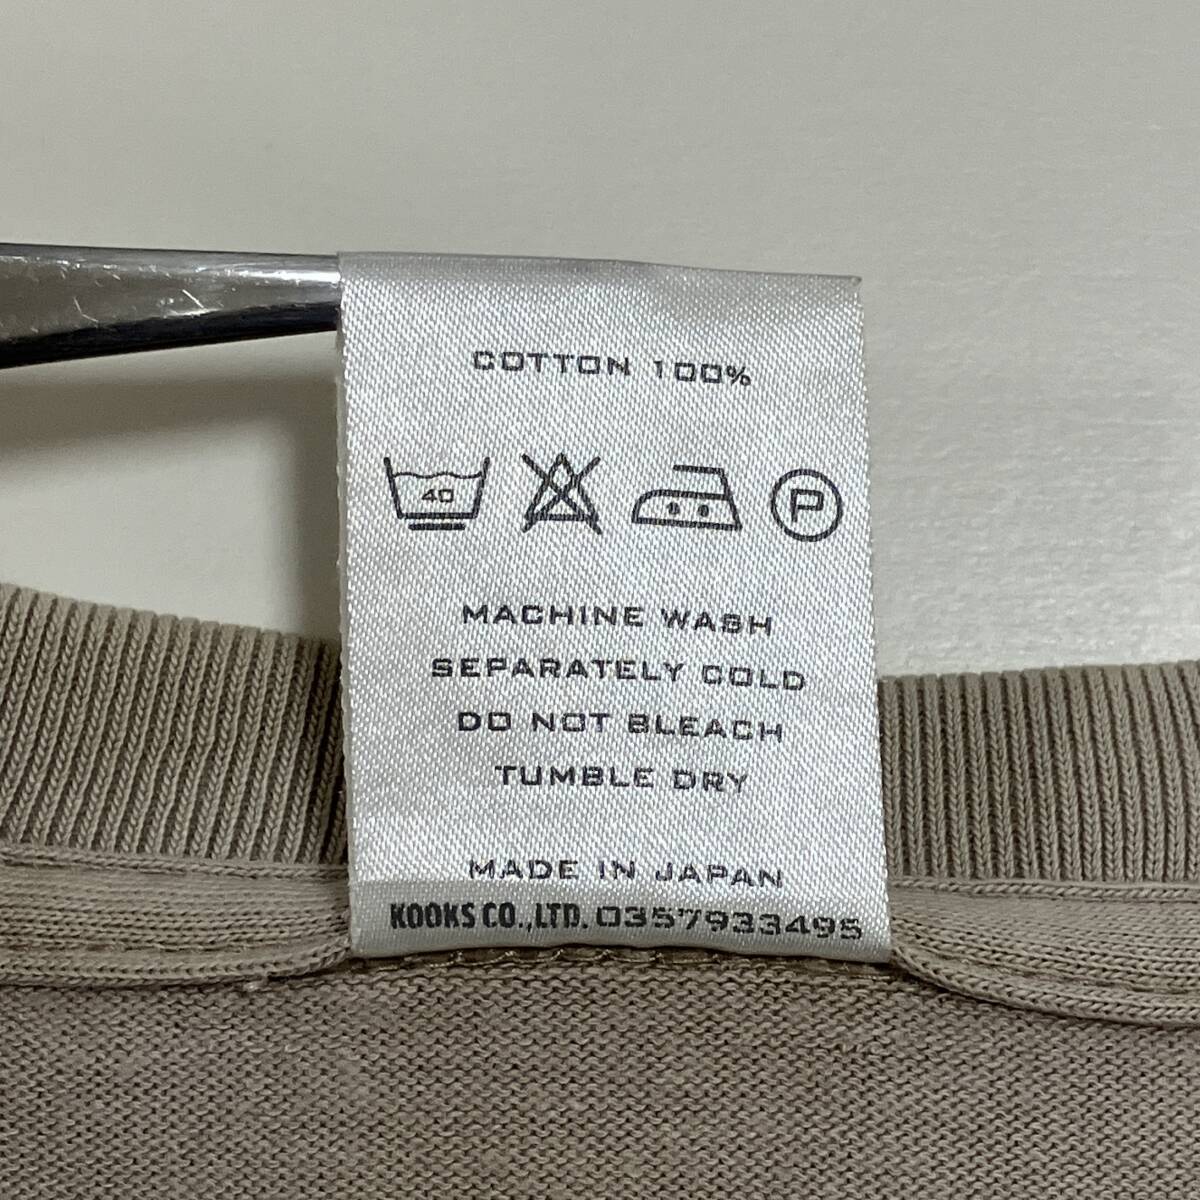 COTTON 100%
40 P
MACHINE WASH
SEPARATELY COLD
DO NOT BLEACH
TUMBLE DRY
MADE IN JAPAN
KOOKS CO.,LTD. 0357933495